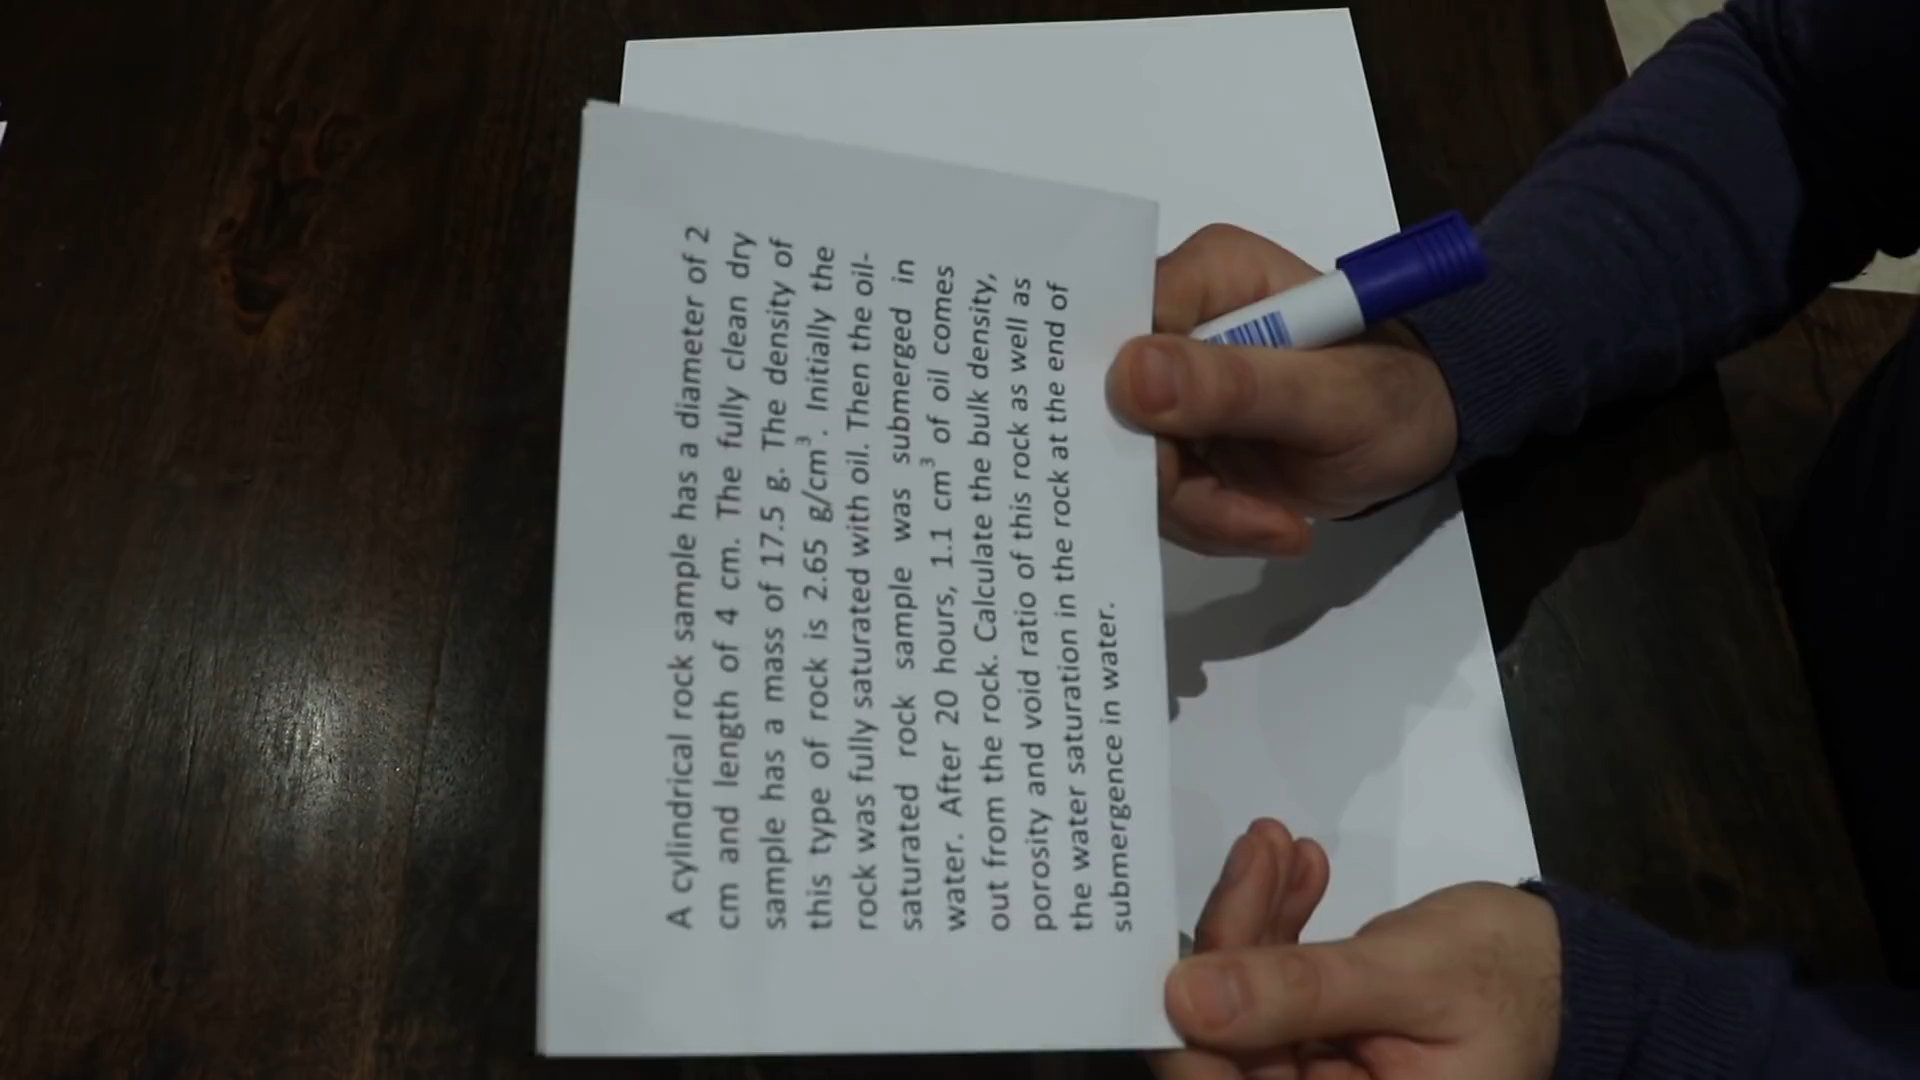 A cylindrical rock sample has a diameter of 2
cm and length of 4 cm. The fully clean dry
sample has a mass of 17.5 g. The density of
this type of rock is 2.65 g/cm³. Initially the
rock was fully saturated with oil. Then the oil-
saturated rock sample was submerged in
water. After 20 hours, 1.1 cm³ of oil comes
out from the rock. Calculate the bulk density,
porosity and void ratio of this rock as well as
the water saturation in the rock at the end of
submergence in water.